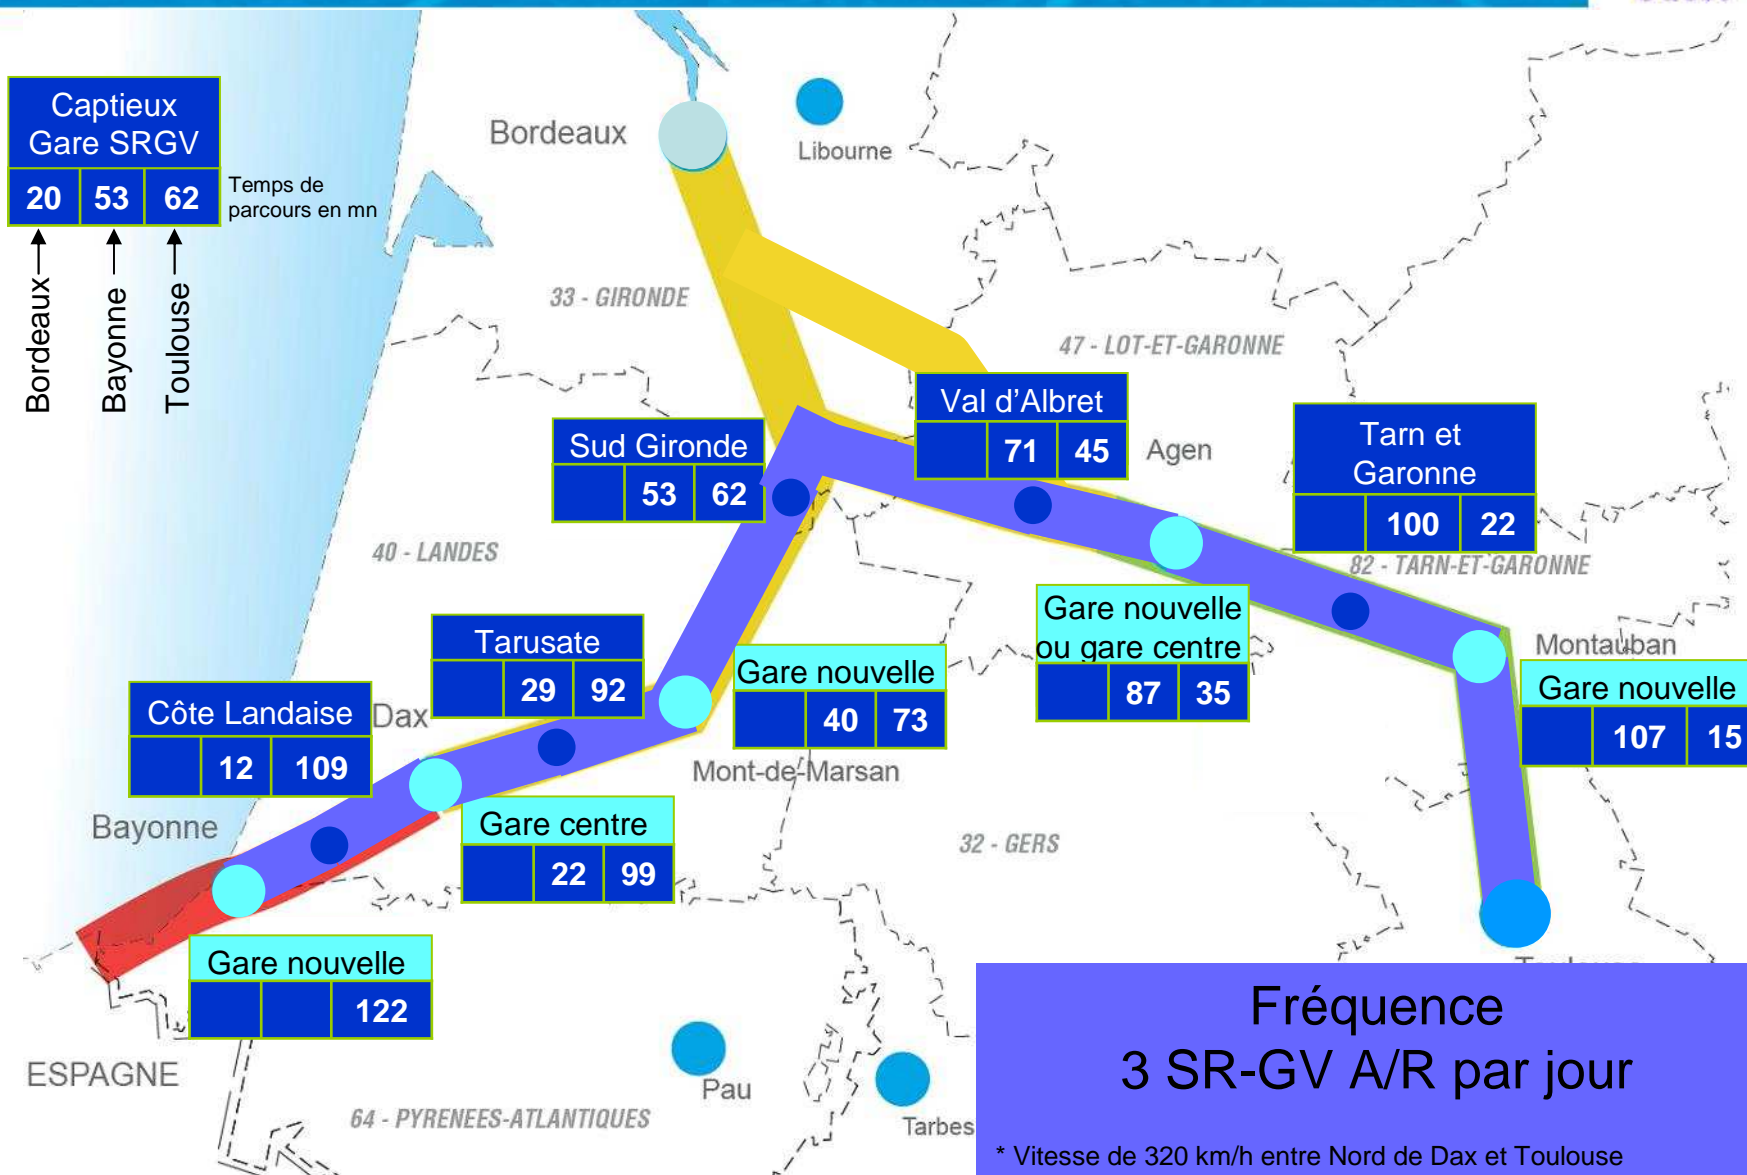 Captieux
Gare SRGV
20 53 62
Temps de
parcours en mn
Bordeaux
Bayonne
Toulouse
Bordeaux
Libourne
33 - GIRONDE
47 - LOT-ET-GARONNE
Val d’Albret
71 45
Agen
Tarn et
Garonne
100 22
Sud Gironde
53 62
40 - LANDES
82 - TARN-ET-GARONNE
Gare nouvelle
ou gare centre
87 35
Tarusate
29 92
Gare nouvelle
40 73
Montauban
Gare nouvelle
107 15
Côte Landaise
12 109
Dax
Mont-de-Marsan
Bayonne
Gare centre
22 99
32 - GERS
Gare nouvelle
122
Fréquence
3 SR-GV A/R par jour
* Vitesse de 320 km/h entre Nord de Dax et Toulouse
ESPAGNE
Pau
64 - PYRENEES-ATLANTIQUES
Tarbes